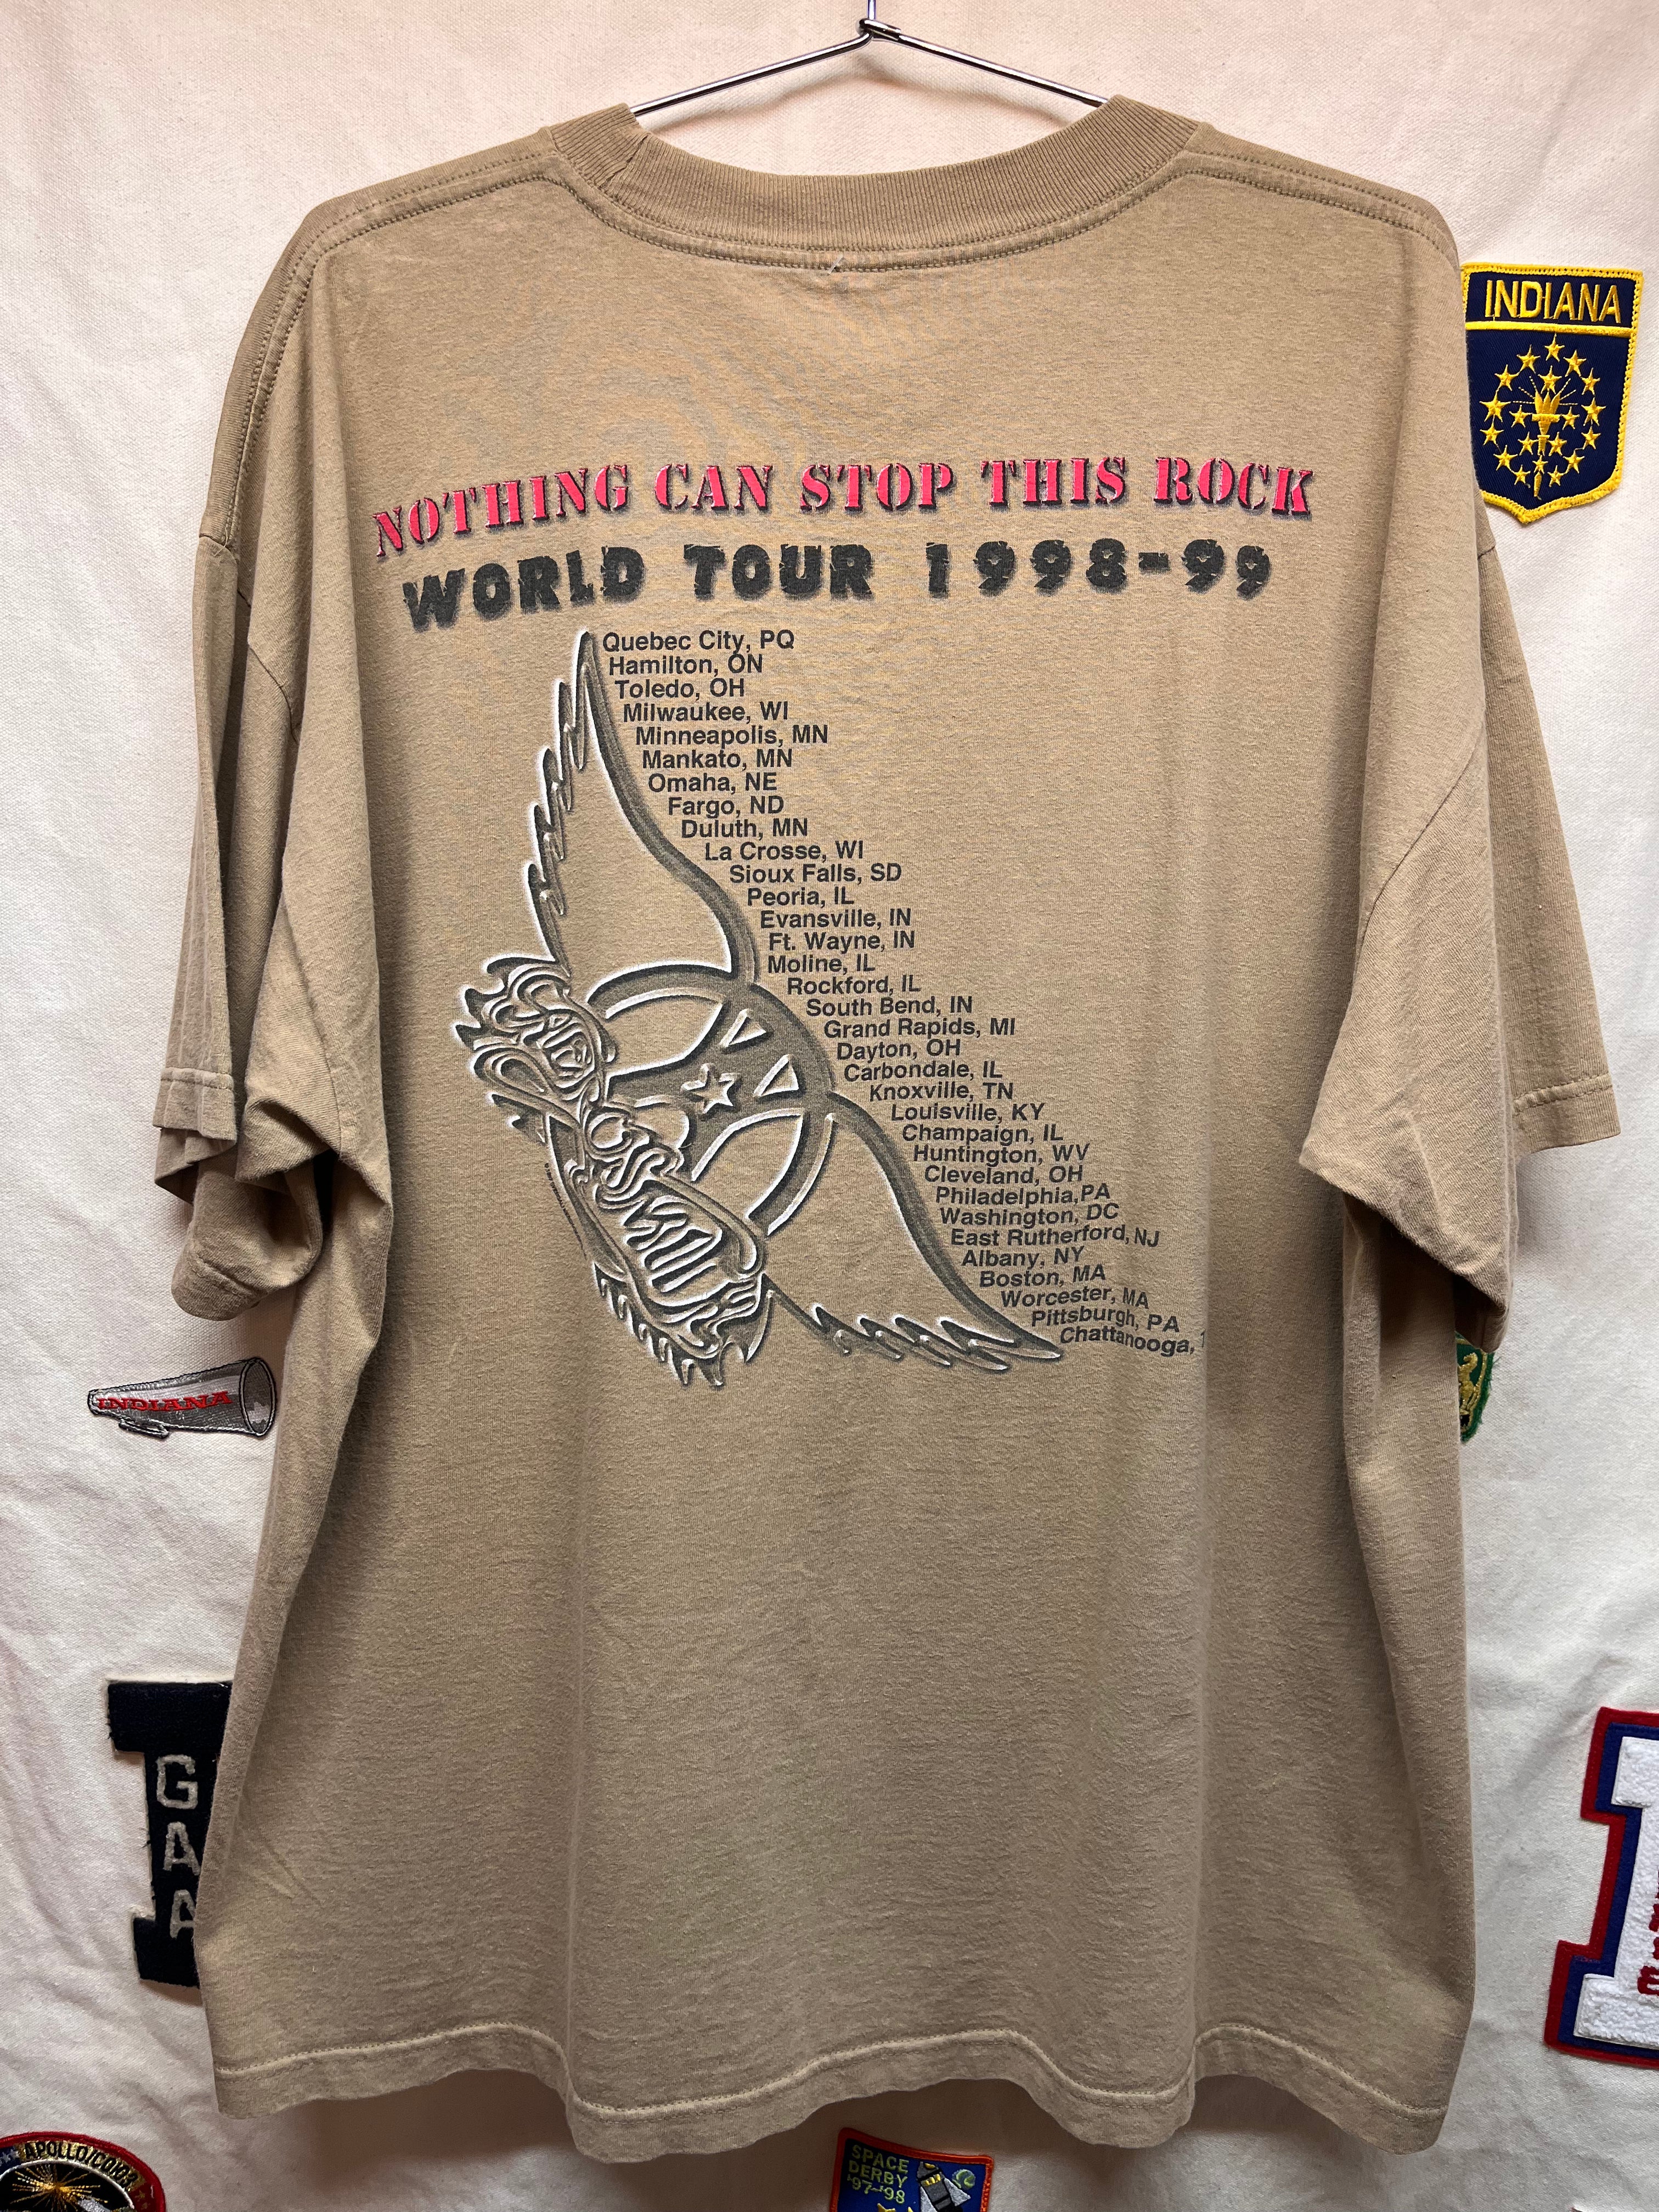 NOTHING CAN STOP THIS ROCK
WORLD TOUR 1998-99
Quebec City, PQ
Hamilton, ON
Toledo, OH
Milwaukee, WI
Minneapolis, MN
Mankato, MN
Omaha, NE
Fargo, ND
Duluth, MN
La Crosse, WI
Sioux Falls, SD
Peoria, IL
Evansville, IN
Ft. Wayne, IN
Moline, IL
Rockford, IL
South Bend, IN
Grand Rapids, MI
Dayton, OH
Carbondale, IL
Knoxville, TN
Louisville, KY
Champaign, IL
Huntington, WV
Cleveland, OH
Philadelphia,PA
Washington, DC
East Rutherford, NJ
Albany, NY
Boston, MA
Worcester, MA
Pittsburgh, PA
Chattanooga,
INDIANA
INDIANA
G
A
A
APOLLO/
SPACE
DERBY
'97-'98